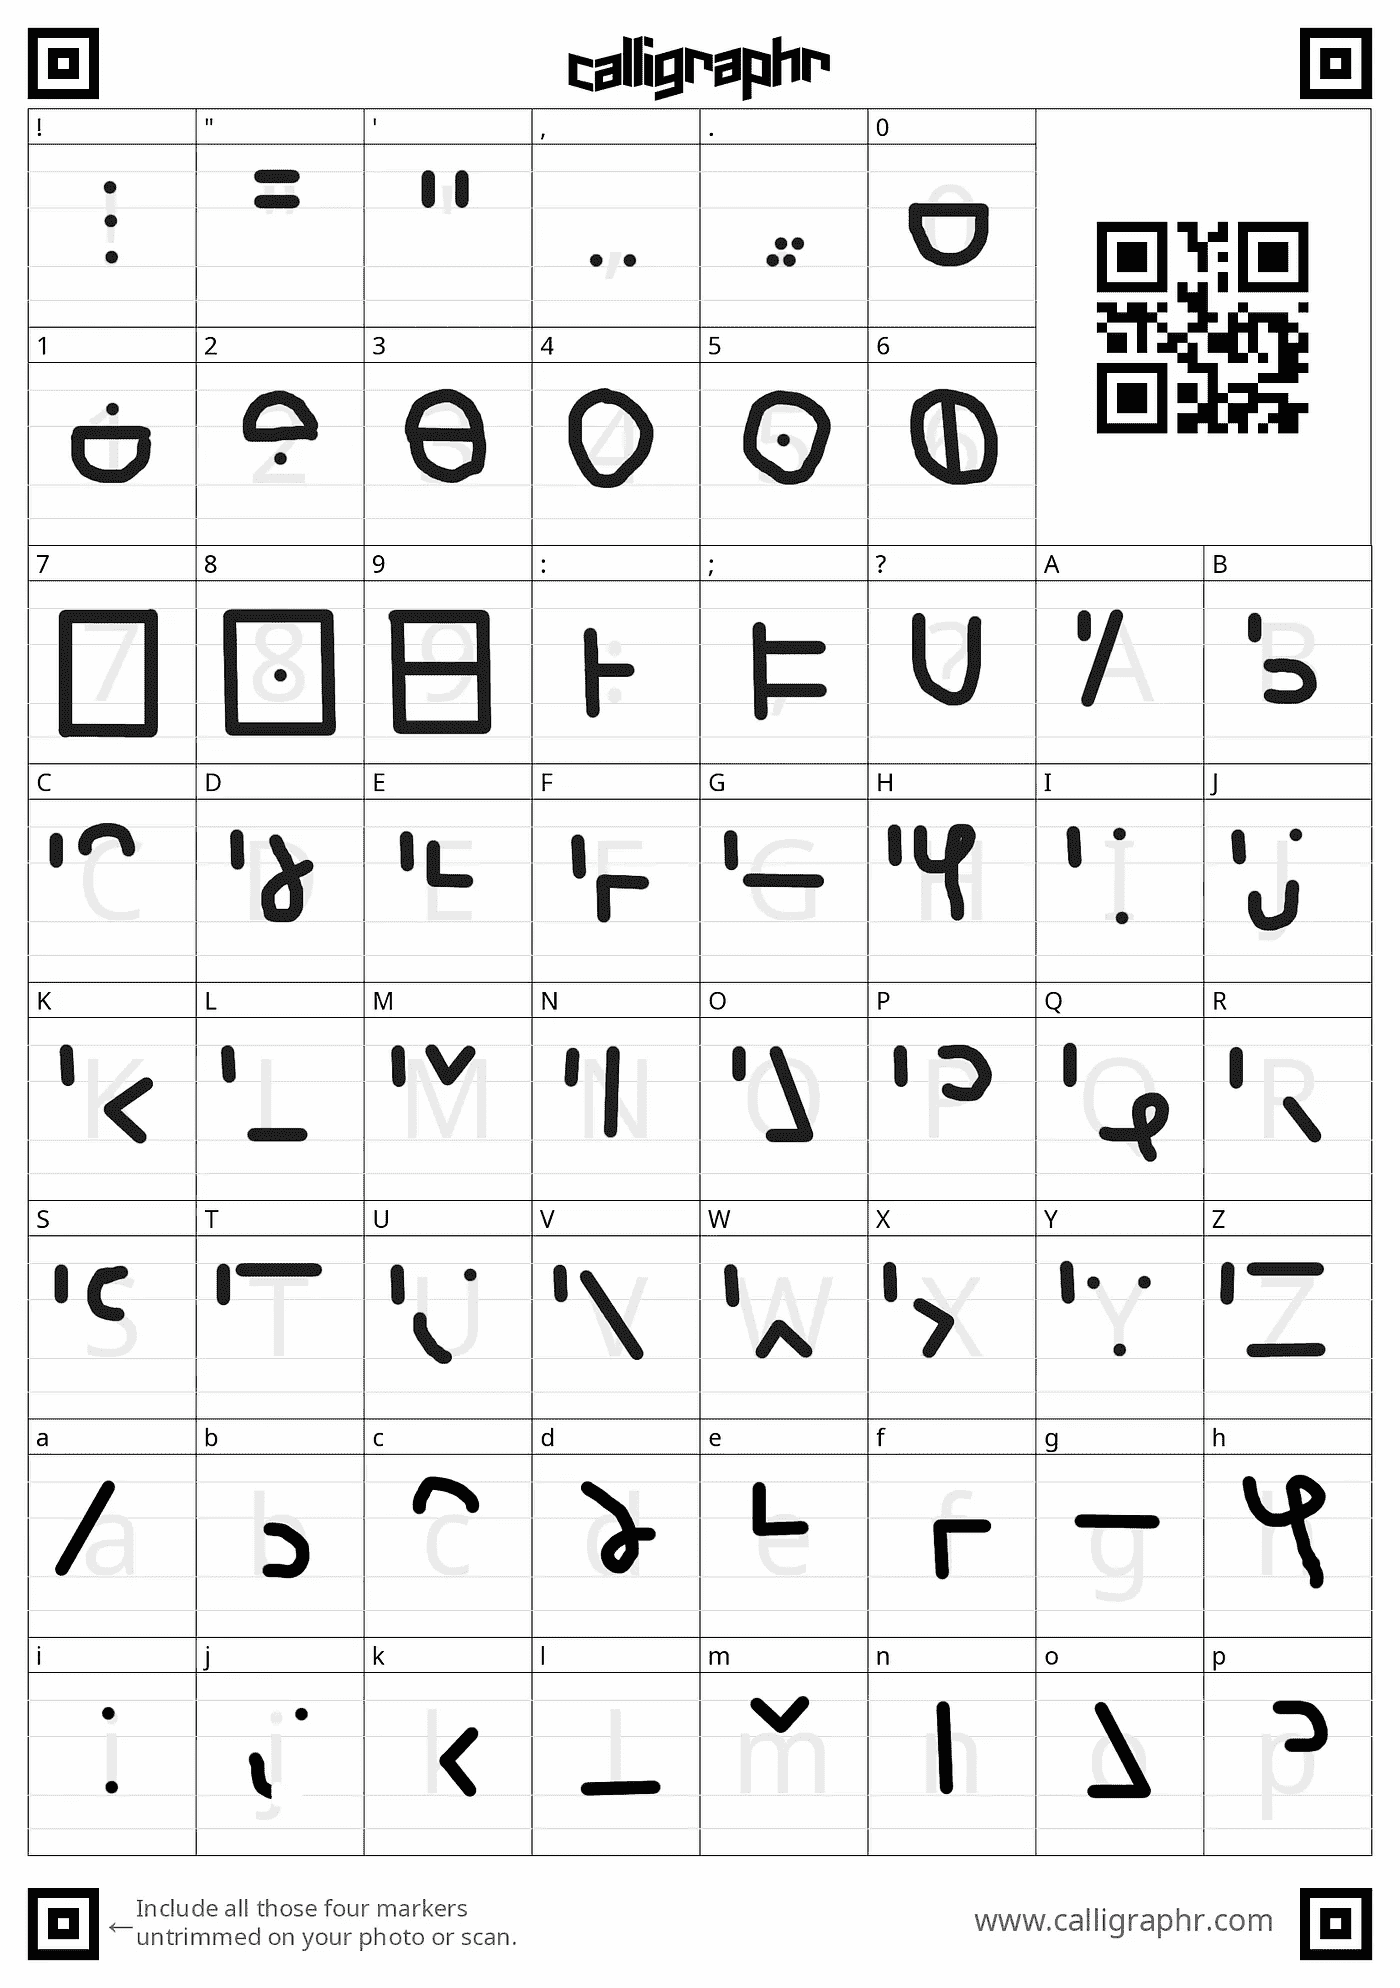 calligraphr
! " ' , . 0
1 2 3 4 5 6
7 8 9 : ; ? A B
C D E F G H I J
K L M N O P Q R
S T U V W X Y Z
a b c d e f g h
i j k l m n o p
Include all those four markers
←untrimmed on your photo or scan.
www.calligraphr.com